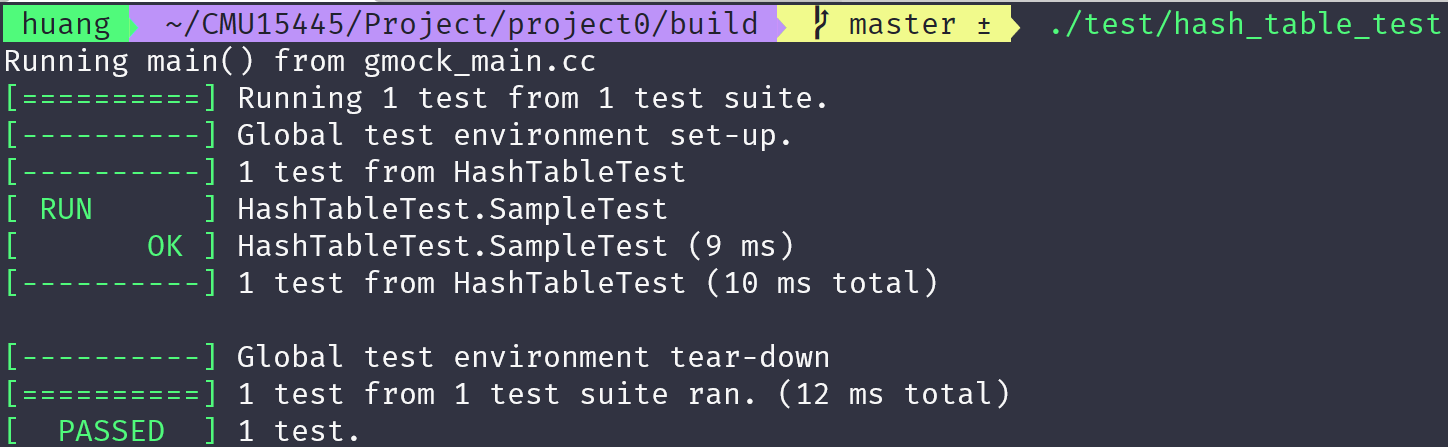 huang ~/CMU15445/Project/project0/build master ± ./test/hash_table_test
Running main() from gmock_main.cc
[==========] Running 1 test from 1 test suite.
[----------] Global test environment set-up.
[----------] 1 test from HashTableTest
[ RUN      ] HashTableTest.SampleTest
[       OK ] HashTableTest.SampleTest (9 ms)
[----------] 1 test from HashTableTest (10 ms total)
[----------] Global test environment tear-down
[==========] 1 test from 1 test suite ran. (12 ms total)
[  PASSED  ] 1 test.